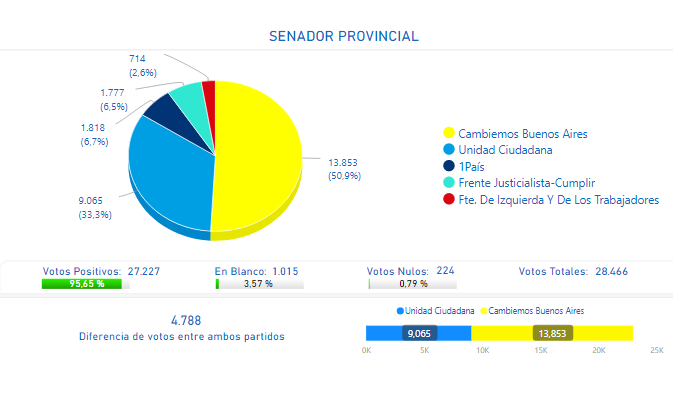 SENADOR PROVINCIAL
714
(2,6%)
1.777
(6,5%)
1.818
(6,7%)
9.065
(33,3%)
13.853
(50,9%)
Cambiemos Buenos Aires
Unidad Ciudadana
1País
Frente Justicialista-Cumplir
Fte. De Izquierda Y De Los Trabajadores
Votos Positivos: 27.227
95,65 %
En Blanco: 1.015
3,57 %
Votos Nulos: 224
0,79 %
Votos Totales: 28.466
4.788
Diferencia de votos entre ambos partidos
Unidad Ciudadana Cambiemos Buenos Aires
9,065 13,853
0K 5K 10K 15K 20K 25K